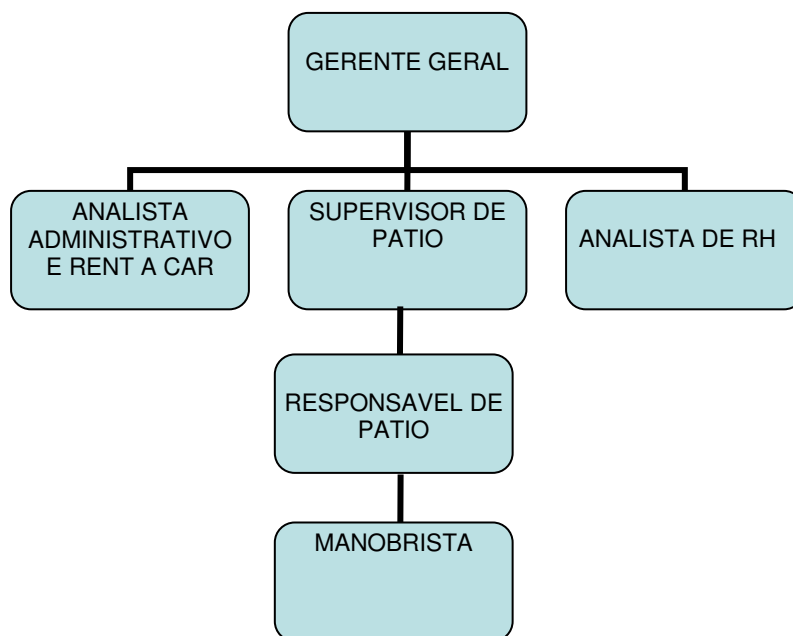 GERENTE GERAL
ANALISTA
ADMINISTRATIVO
E RENT A CAR
SUPERVISOR DE
PATIO
ANALISTA DE RH
RESPONSAVEL DE
PATIO
MANOBRISTA